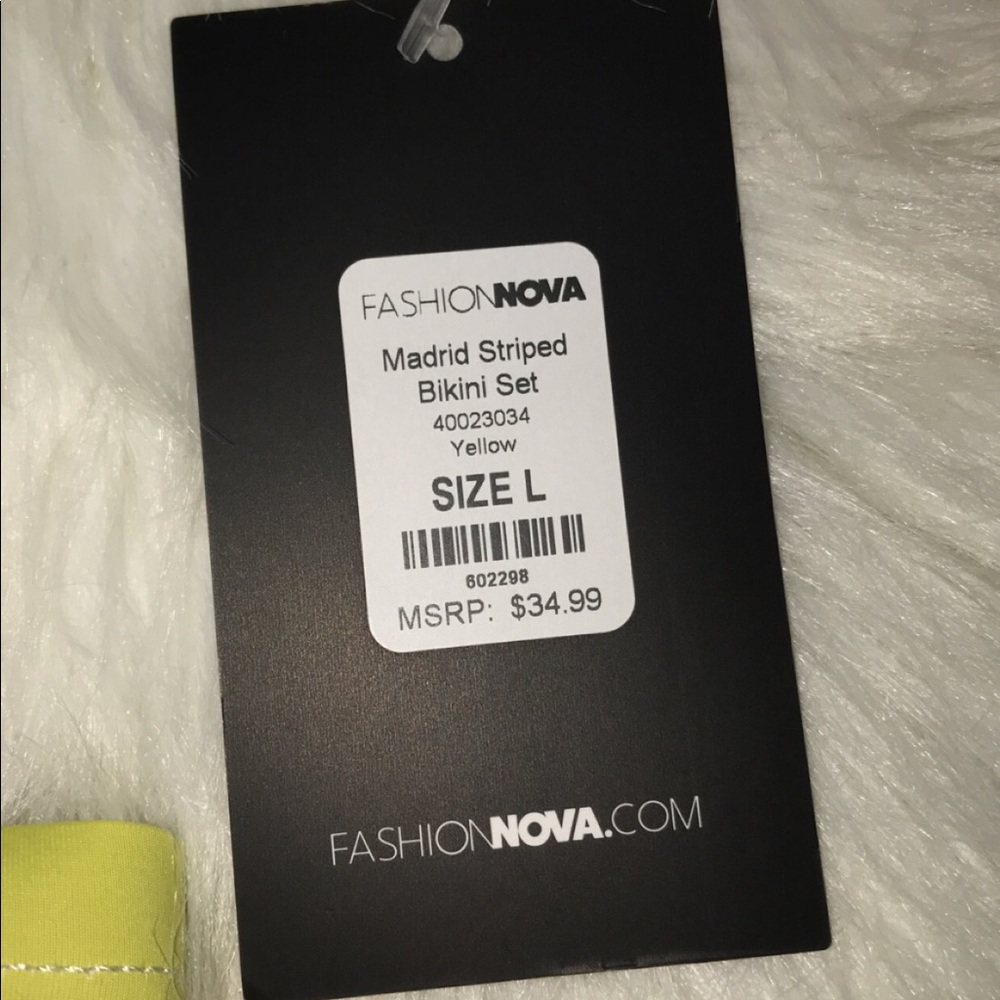 FASHIONNOVA
Madrid Striped
Bikini Set
40023034
Yellow
SIZE L
602298
MSRP: $34.99
FASHIONNOVA.COM